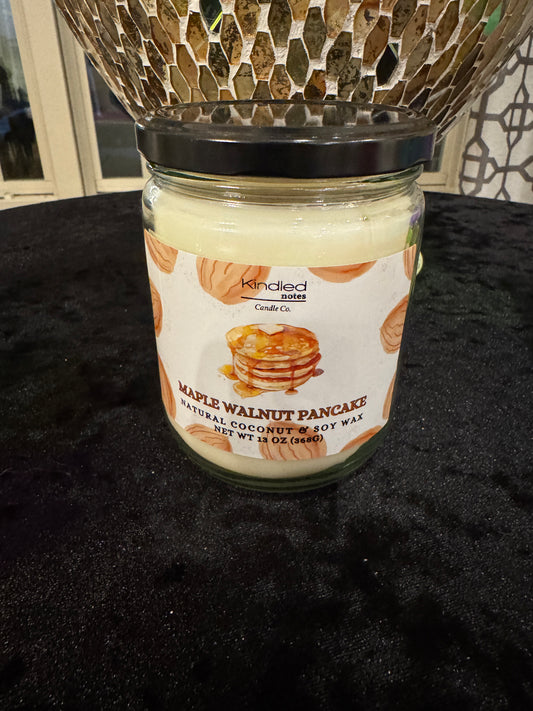 Kindled
notes
Candle Co.
MAPLE WALNUT PANCAKE
NATURAL COCONUT & SOY WAX
NET WT 13 OZ (368G)